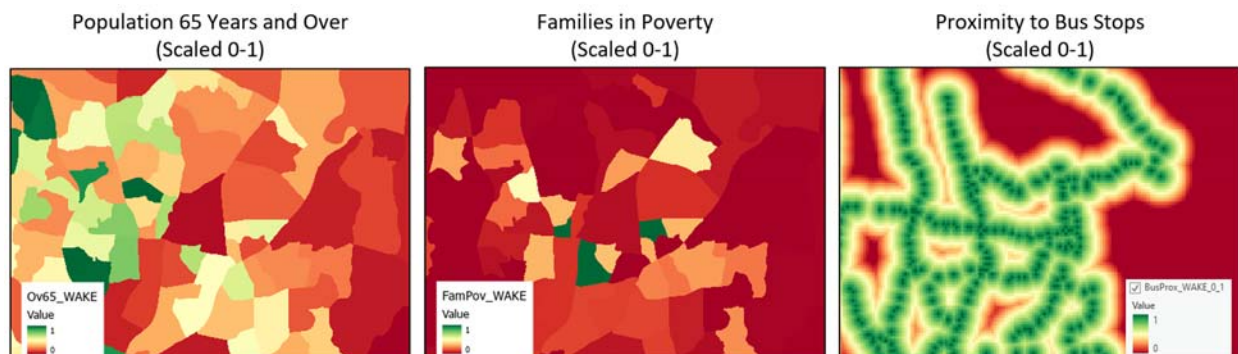 Population 65 Years and Over
(Scaled 0-1)
Families in Poverty
(Scaled 0-1)
Proximity to Bus Stops
(Scaled 0-1)
Ov65_WAKE
Value
1
0
FamPov_WAKE
Value
1
0
BusProx_WAKE_0_1
Value
1
0